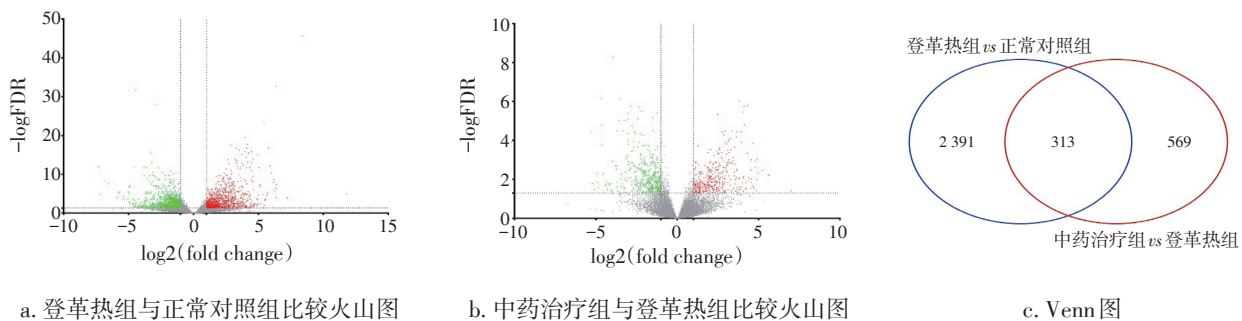 50
40
30
20
10
0
−logFDR
−10
−5
0
5
10
15
log2(fold change)
a. 登革热组与正常对照组比较火山图
10
8
6
4
2
0
−logFDR
−10
−5
0
5
10
log2(fold change)
b. 中药治疗组与登革热组比较火山图
登革热组vs正常对照组
2 391
313
569
中药治疗组vs登革热组
c. Venn图